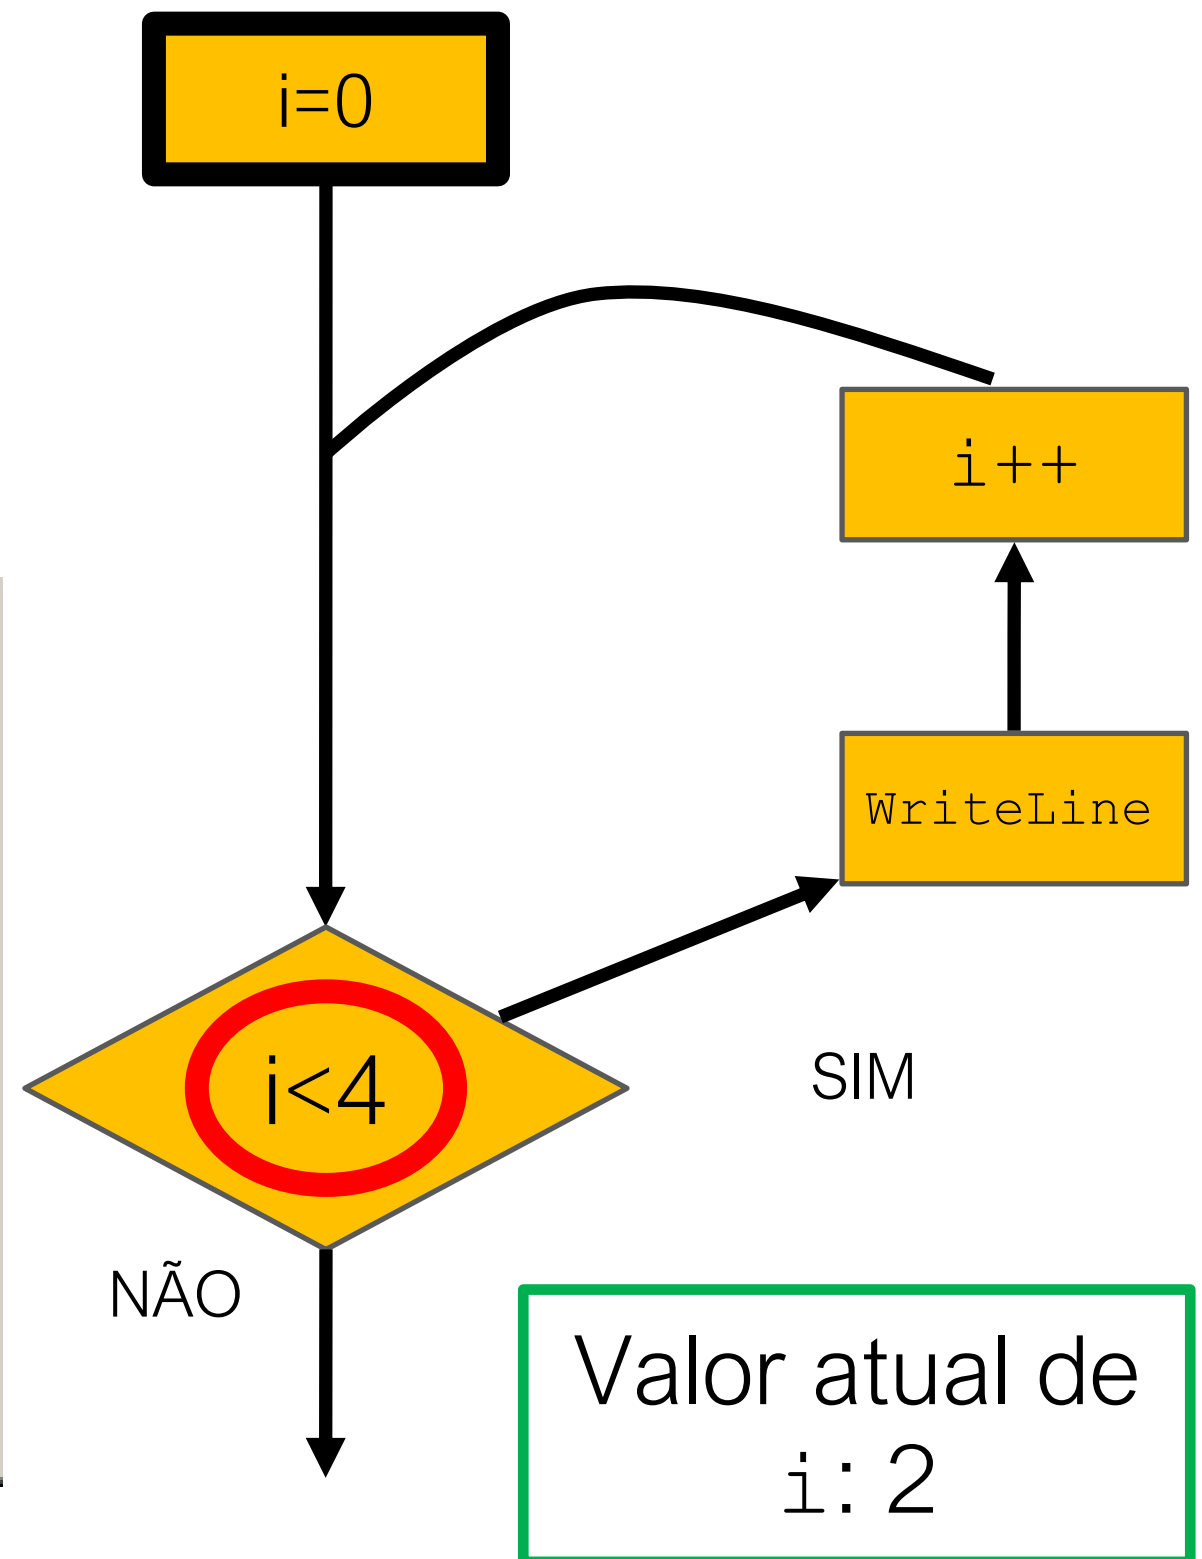 i=0
i++
WriteLine
i<4
SIM
NÃO
Valor atual de
i: 2